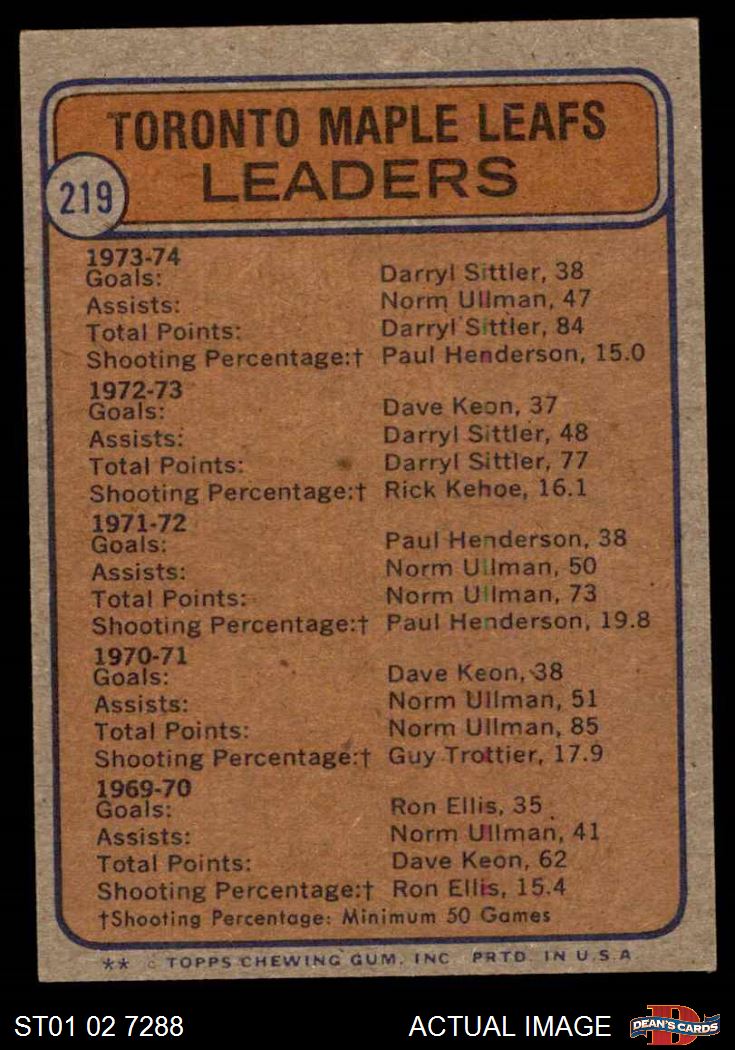 TORONTO MAPLE LEAFS
LEADERS
219
1973-74
Goals: Darryl Sittler, 38
Assists: Norm Ullman, 47
Total Points: Darryl Sittler, 84
Shooting Percentage:† Paul Henderson, 15.0
1972-73
Goals: Dave Keon, 37
Assists: Darryl Sittler, 48
Total Points: Darryl Sittler, 77
Shooting Percentage:† Rick Kehoe, 16.1
1971-72
Goals: Paul Henderson, 38
Assists: Norm Ullman, 50
Total Points: Norm Ullman, 73
Shooting Percentage:† Paul Henderson, 19.8
1970-71
Goals: Dave Keon, 38
Assists: Norm Ullman, 51
Total Points: Norm Ullman, 85
Shooting Percentage:† Guy Trottier, 17.9
1969-70
Goals: Ron Ellis, 35
Assists: Norm Ullman, 41
Total Points: Dave Keon, 62
Shooting Percentage:† Ron Ellis, 15.4
†Shooting Percentage: Minimum 50 Games
** © TOPPS CHEWING GUM, INC PRTD. IN U.S.A
ST01 02 7288 ACTUAL IMAGE DEAN'S CARDS